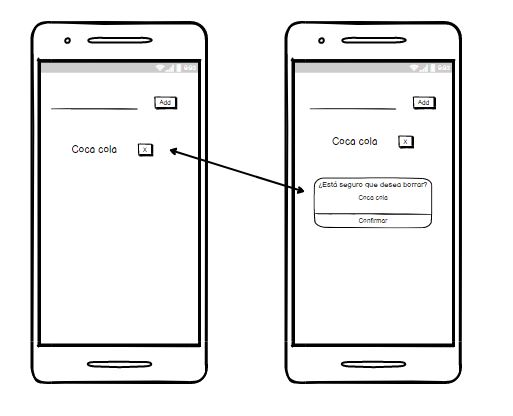 Add
Coca cola X
Add
Coca cola X
¿Está seguro que desea borrar?
Coca cola
Confirmar